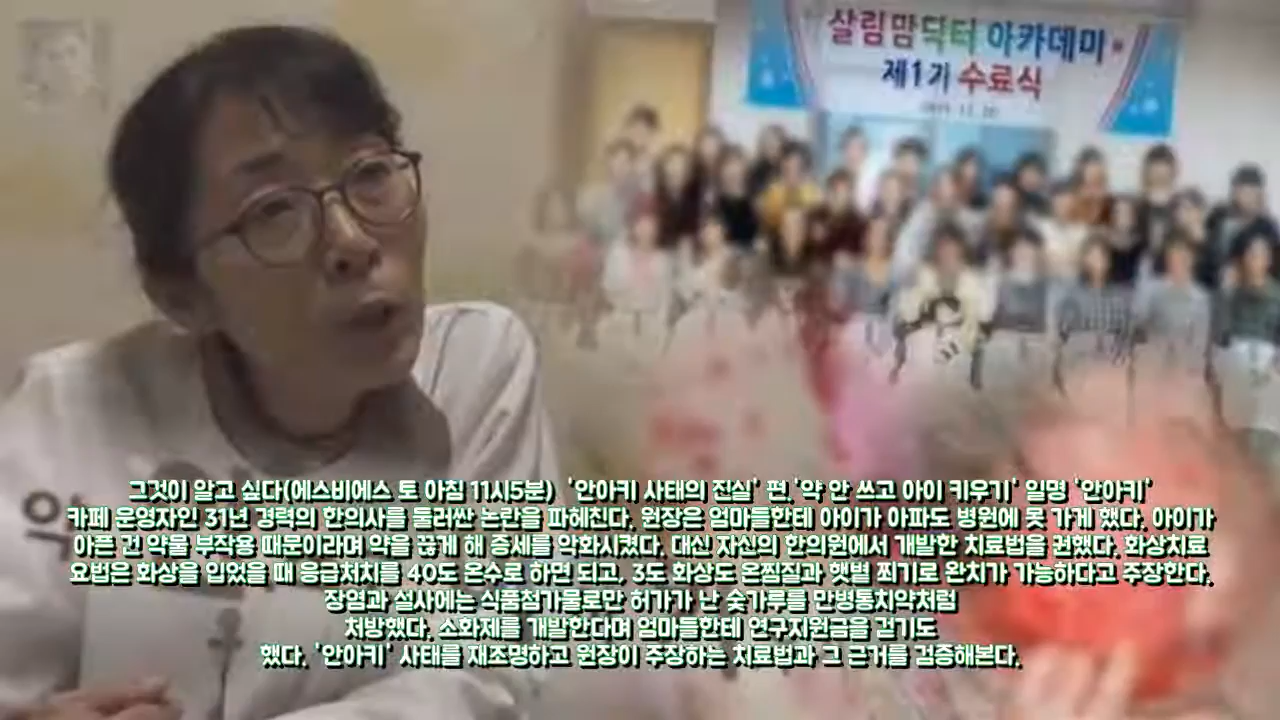 살림맘닥터 아카데미
제1기 수료식
약
그것이 알고 싶다(에스비에스 토 아침 11시5분) '안아키 사태의 진실' 편.'약 안 쓰고 아이 키우기' 일명 '안아키'
카페 운영자인 31년 경력의 한의사를 둘러싼 논란을 파헤친다. 원장은 엄마들한테 아이가 아파도 병원에 못 가게 했다. 아이가
아픈 건 약물 부작용 때문이라며 약을 끊게 해 증세를 악화시켰다. 대신 자신의 한의원에서 개발한 치료법을 권했다. 화상치료
요법은 화상을 입었을 때 응급처치를 40도 온수로 하면 되고, 3도 화상도 온찜질과 햇볕 쬐기로 완치가 가능하다고 주장한다.
장염과 설사에는 식품첨가물로만 허가가 난 숯가루를 만병통치약처럼
처방했다. 소화제를 개발한다며 엄마들한테 연구지원금을 걷기도
했다. '안아키' 사태를 재조명하고 원장이 주장하는 치료법과 그 근거를 검증해본다.